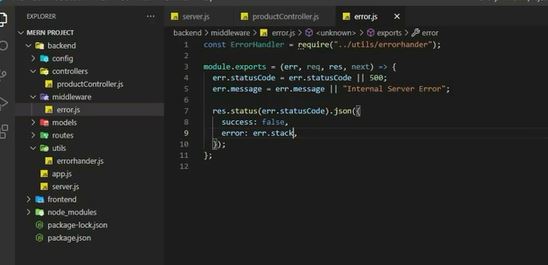 EXPLORER
server.js
productController.js
error.js
MERN PROJECT
backend > middleware > error.js > <unknown> > exports > error
backend
config
controllers
productController.js
middleware
error.js
models
routes
utils
errorhander.js
app.js
server.js
frontend
node_modules
package-lock.json
package.json
1 const ErrorHandler = require("../utils/errorhander");
2
3 module.exports = (err, req, res, next) => {
4 err.statusCode = err.statusCode || 500;
5 err.message = err.message || "Internal Server Error";
6
7 res.status(err.statusCode).json({
8 success: false,
9 error: err.stack,
10 });
11 };
12